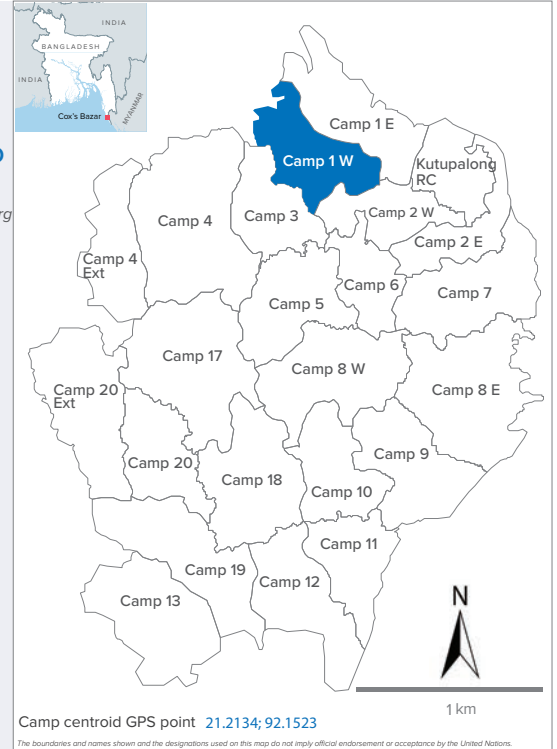 INDIA
BANGLADESH
INDIA
MYANMAR
Cox's Bazar
rg
Camp 1 E
Camp 1 W
Kutupalong
RC
Camp 4
Camp 3
Camp 2 W
Camp 2 E
Camp 4
Ext
Camp 6
Camp 7
Camp 5
Camp 17
Camp 8 W
Camp 20
Ext
Camp 8 E
Camp 9
Camp 20
Camp 18
Camp 10
Camp 11
Camp 19
Camp 12
Camp 13
N
1 km
Camp centroid GPS point 21.2134; 92.1523
The boundaries and names shown and the designations used on this map do not imply official endorsement or acceptance by the United Nations.